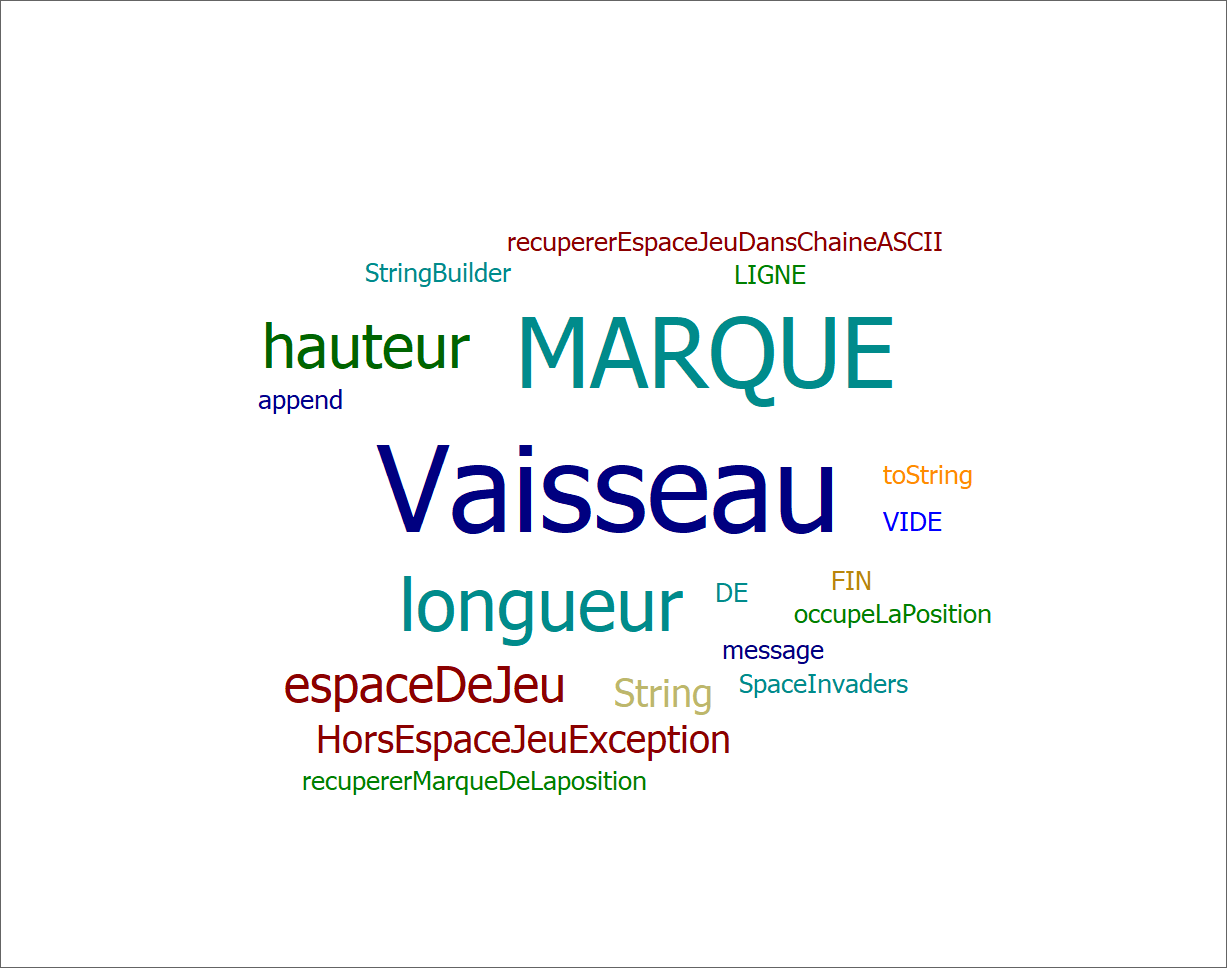 recupererEspaceJeuDansChaineASCII
StringBuilder
LIGNE
hauteur
MARQUE
append
Vaisseau
toString
VIDE
longueur
DE
FIN
occupeLaPosition
message
espaceDeJeu
String
SpaceInvaders
HorsEspaceJeuException
recupererMarqueDeLaposition